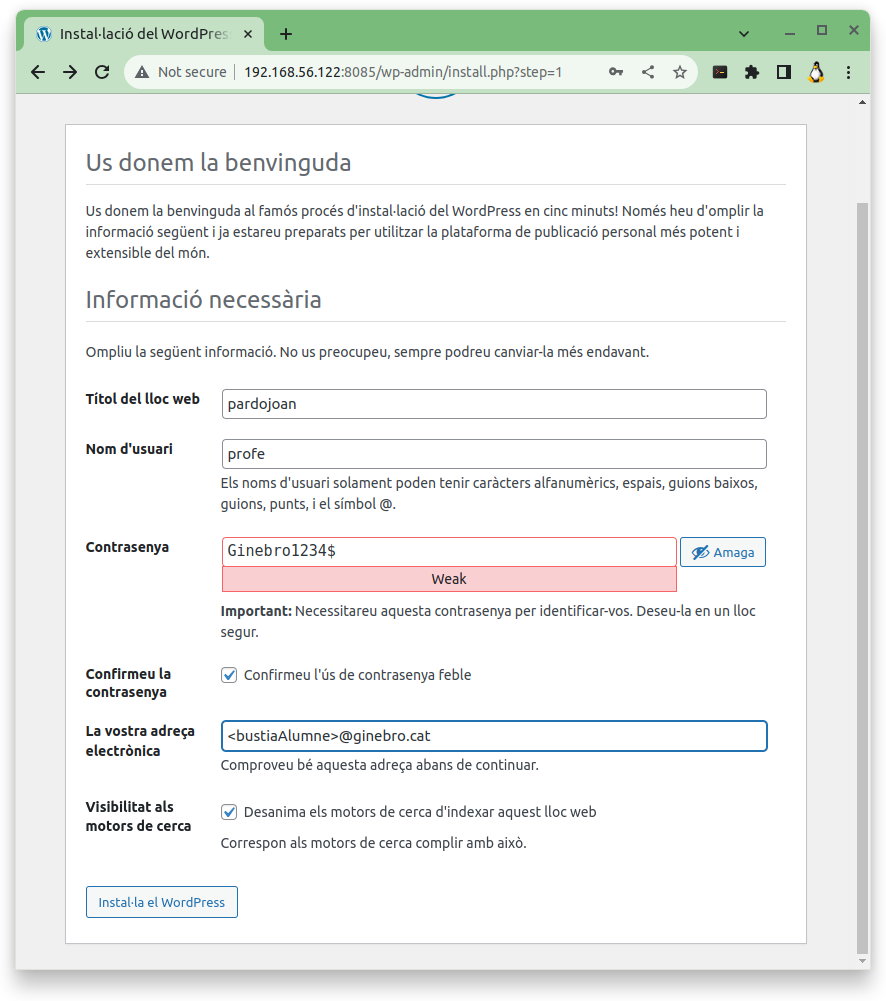 Instal·lació del WordPres
Not secure
192.168.56.122:8085/wp-admin/install.php?step=1
Us donem la benvinguda
Us donem la benvinguda al famós procés d'instal·lació del WordPress en cinc minuts! Només heu d'omplir la
informació següent i ja estareu preparats per utilitzar la plataforma de publicació personal més potent i
extensible del món.
Informació necessària
Ompliu la següent informació. No us preocupeu, sempre podreu canviar-la més endavant.
Títol del lloc web
pardojoan
Nom d'usuari
profe
Els noms d'usuari solament poden tenir caràcters alfanumèrics, espais, guions baixos,
guions, punts, i el símbol @.
Contrasenya
Ginebro1234$
Amaga
Weak
Important: Necessitareu aquesta contrasenya per identificar-vos. Deseu-la en un lloc
segur.
Confirmeu la
contrasenya
Confirmeu l'ús de contrasenya feble
La vostra adreça
electrònica
<bustiaAlumne>@ginebro.cat
Comproveu bé aquesta adreça abans de continuar.
Visibilitat als
motors de cerca
Desanima els motors de cerca d'indexar aquest lloc web
Correspon als motors de cerca complir amb això.
Instal·la el WordPress